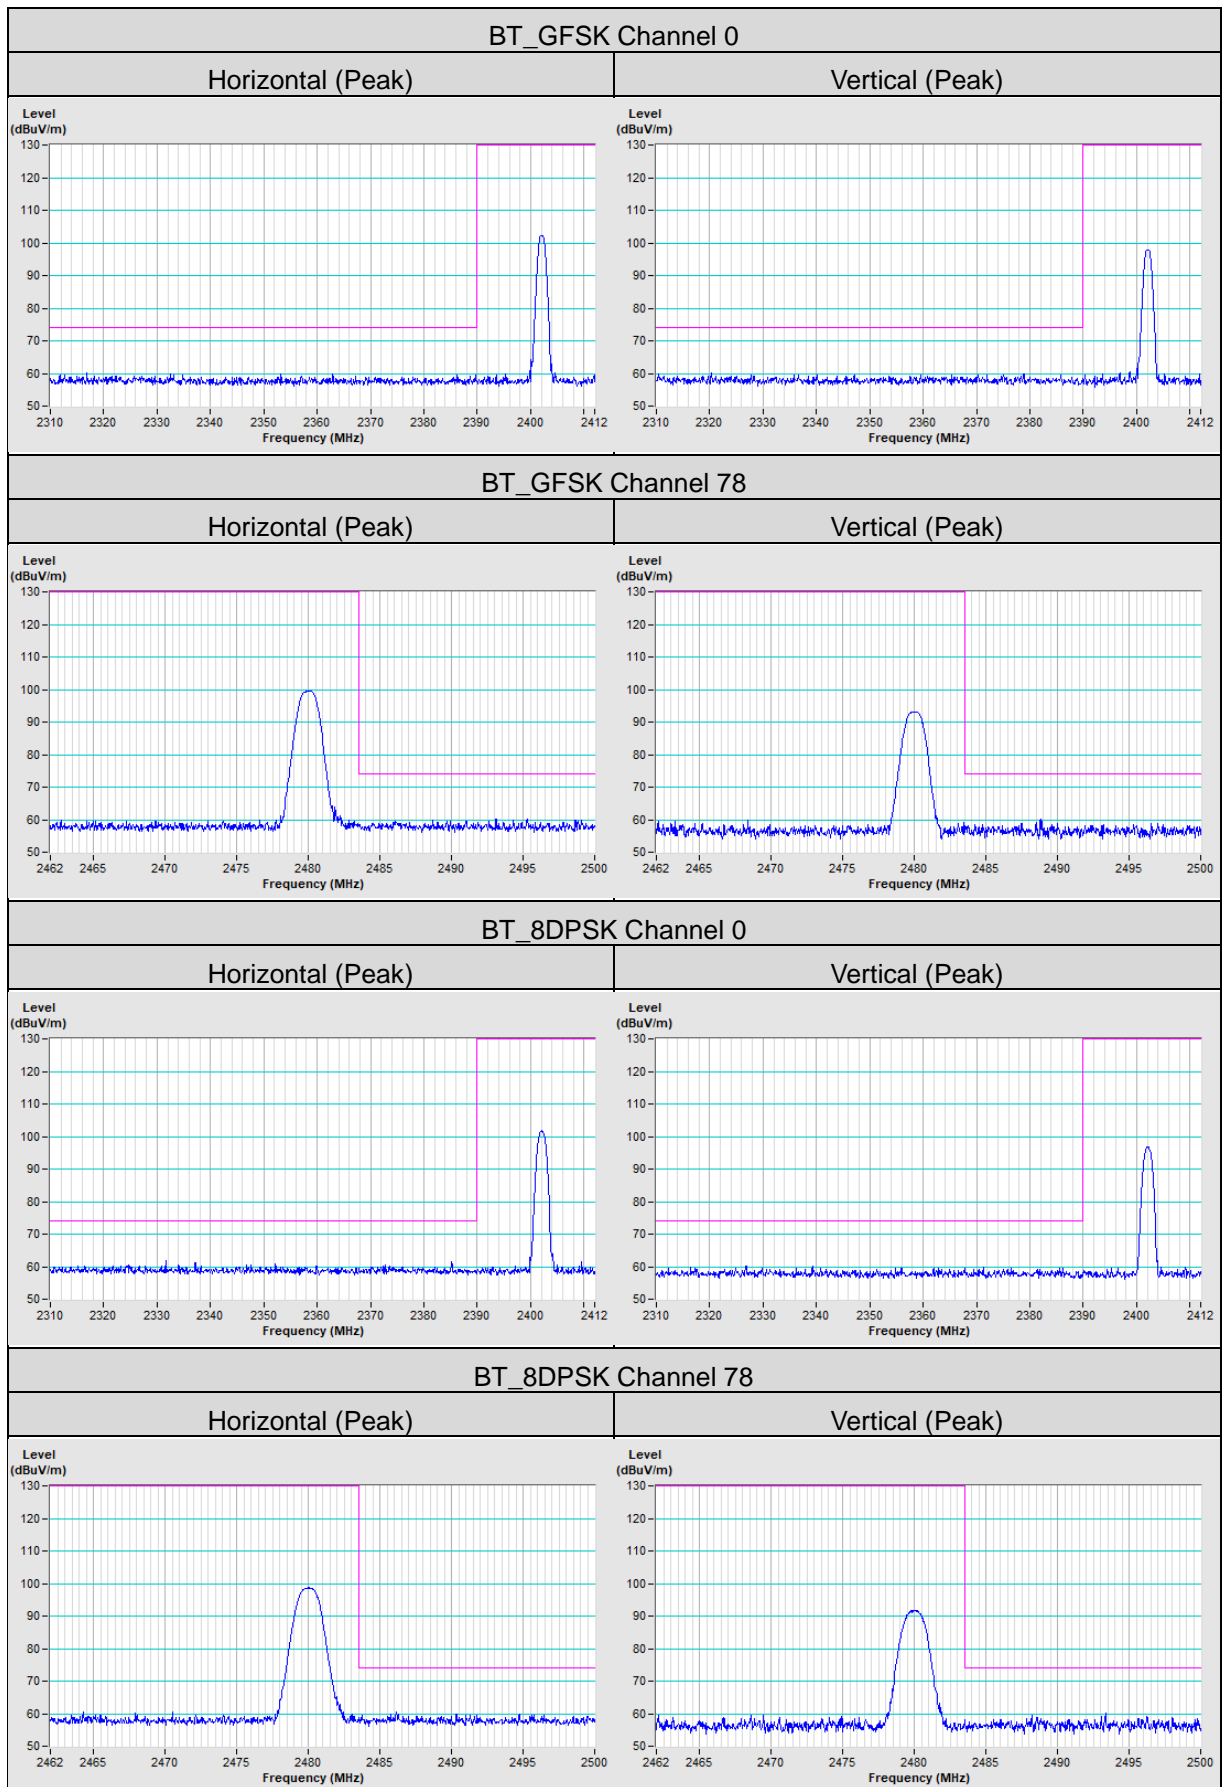 BT_GFSK Channel 0
Horizontal (Peak)
Vertical (Peak)
Level
(dBuV/m)
130
120
110
100
90
80
70
60
50
2310 2320 2330 2340 2350 2360 2370 2380 2390 2400 2412
Frequency (MHz)
Level
(dBuV/m)
130
120
110
100
90
80
70
60
50
2310 2320 2330 2340 2350 2360 2370 2380 2390 2400 2412
Frequency (MHz)
BT_GFSK Channel 78
Horizontal (Peak)
Vertical (Peak)
Level
(dBuV/m)
130
120
110
100
90
80
70
60
50
2462 2465 2470 2475 2480 2485 2490 2495 2500
Frequency (MHz)
Level
(dBuV/m)
130
120
110
100
90
80
70
60
50
2462 2465 2470 2475 2480 2485 2490 2495 2500
Frequency (MHz)
BT_8DPSK Channel 0
Horizontal (Peak)
Vertical (Peak)
Level
(dBuV/m)
130
120
110
100
90
80
70
60
50
2310 2320 2330 2340 2350 2360 2370 2380 2390 2400 2412
Frequency (MHz)
Level
(dBuV/m)
130
120
110
100
90
80
70
60
50
2310 2320 2330 2340 2350 2360 2370 2380 2390 2400 2412
Frequency (MHz)
BT_8DPSK Channel 78
Horizontal (Peak)
Vertical (Peak)
Level
(dBuV/m)
130
120
110
100
90
80
70
60
50
2462 2465 2470 2475 2480 2485 2490 2495 2500
Frequency (MHz)
Level
(dBuV/m)
130
120
110
100
90
80
70
60
50
2462 2465 2470 2475 2480 2485 2490 2495 2500
Frequency (MHz)